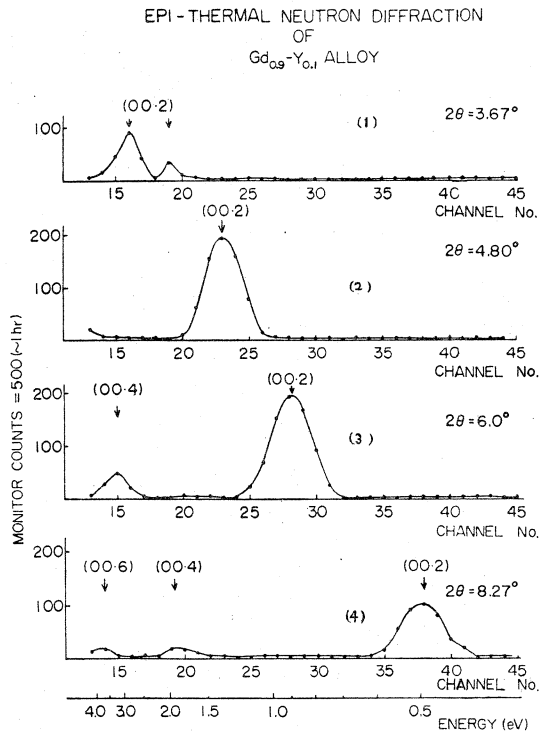 EPI - THERMAL NEUTRON DIFFRACTION
OF
Gd0.9-Y0.1 ALLOY
MONITOR COUNTS = 500 (~1hr)
(00·2)
100
(1)
2θ = 3.67°
15 20 25 30 35 4C 45
CHANNEL No.
(00·2)
200
100
(2)
2θ = 4.80°
15 20 25 30 35 40 45
CHANNEL No.
(00·4)
(00·2)
200
100
(3)
2θ = 6.0°
15 20 25 30 35 40 45
CHANNEL No.
(00·6) (00·4) (00·2)
200
100
(4)
2θ = 8.27°
15 20 25 30 35 40 45
CHANNEL No.
4.0 3.0 2.0 1.5 1.0 0.5
ENERGY (eV)